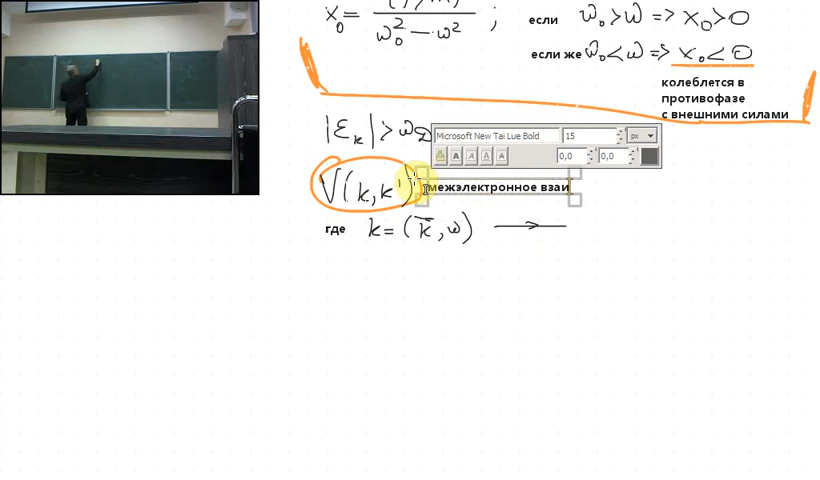 x₀ = ω₀² − ω² ; если ω₀ > ω => x₀ > 0
если же ω₀ < ω => x₀ < 0
колеблется в
противофазе
с внешними силами
|ε_k| > ω_D
Microsoft New Tai Lue Bold 15 px
A A A A 0,0 0,0
V(k,k') межэлектронное взаи
где k = (k̄, ω) →